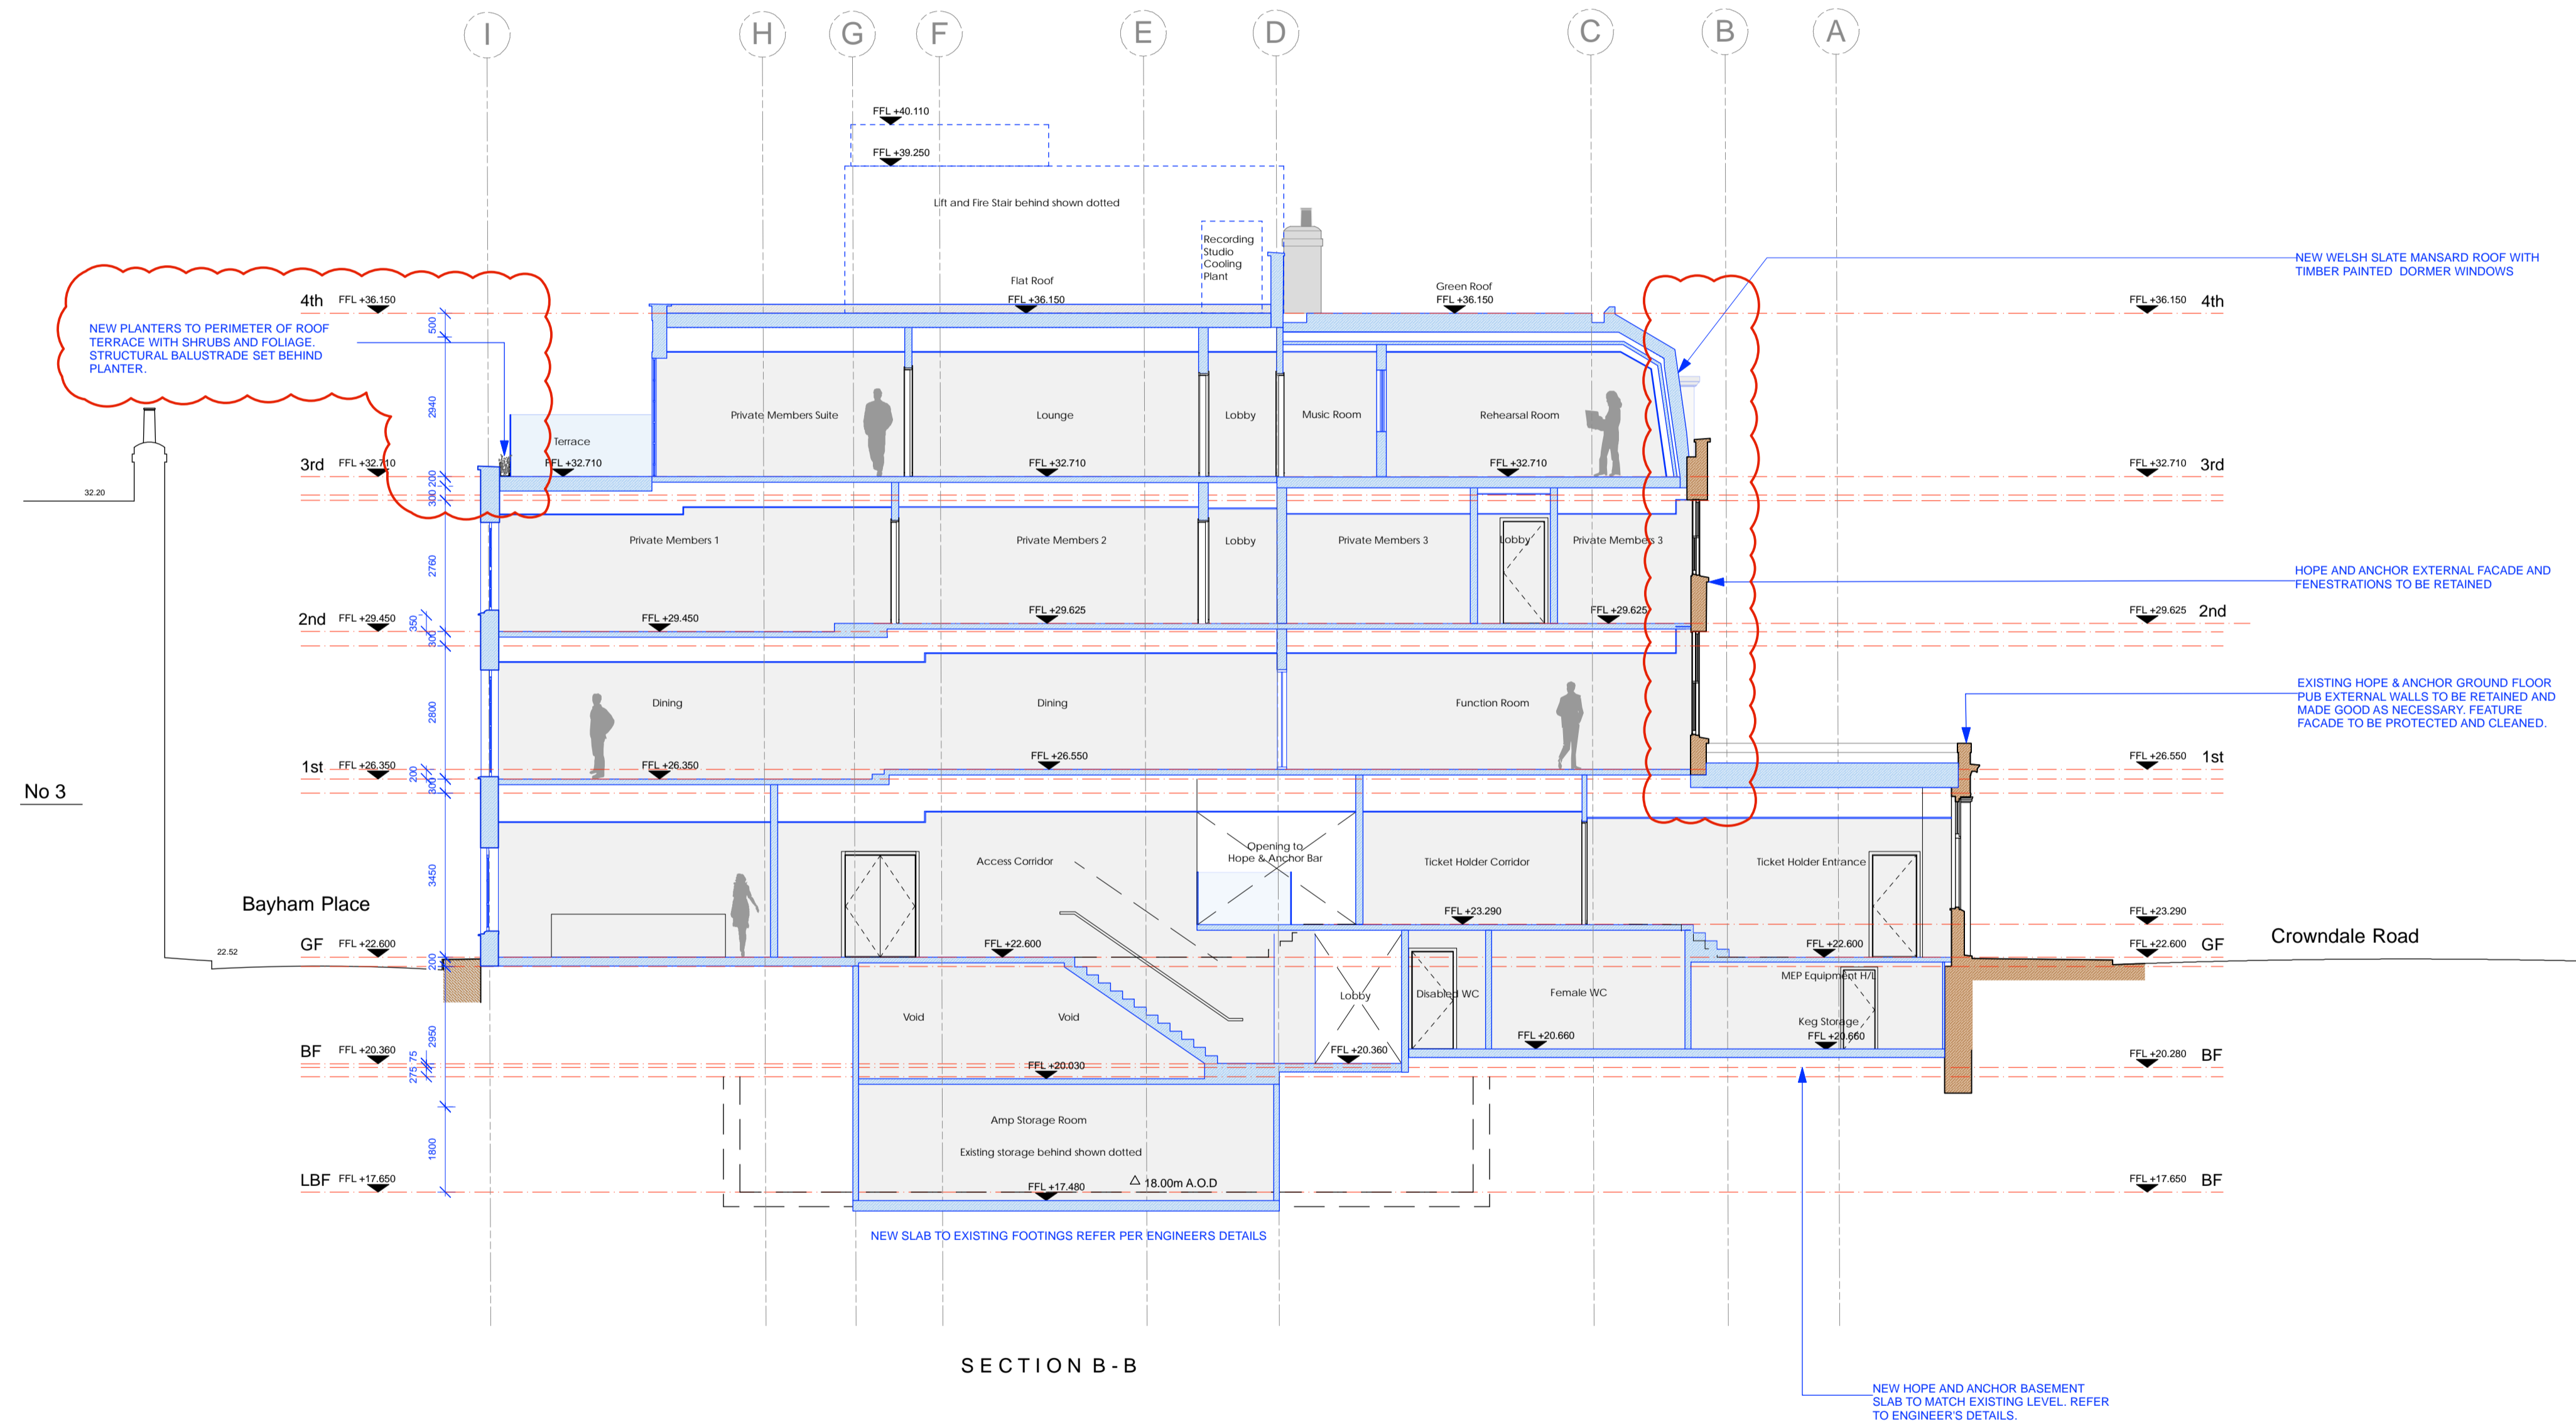 I H G F E D C B A
FFL +40.110
FFL +39.250
Lift and Fire Stair behind shown dotted
Recording
Studio
Cooling
Plant
Flat Roof
FFL +36.150
Green Roof
FFL +36.150
NEW WELSH SLATE MANSARD ROOF WITH
TIMBER PAINTED DORMER WINDOWS
4th FFL +36.150
FFL +36.150 4th
NEW PLANTERS TO PERIMETER OF ROOF
TERRACE WITH SHRUBS AND FOLIAGE.
STRUCTURAL BALUSTRADE SET BEHIND
PLANTER.
500
2940
Terrace
FFL +32.710
Private Members Suite
Lounge
FFL +32.710
Lobby
Music Room
Rehearsal Room
FFL +32.710
3rd FFL +32.710
FFL +32.710 3rd
32.20
200
300
2760
Private Members 1
Private Members 2
Lobby
Private Members 3
Lobby
Private Members 3
HOPE AND ANCHOR EXTERNAL FACADE AND
FENESTRATIONS TO BE RETAINED
2nd FFL +29.450
FFL +29.450
FFL +29.625
FFL +29.625
FFL +29.625 2nd
350
300
2800
Dining
Dining
Function Room
EXISTING HOPE & ANCHOR GROUND FLOOR
PUB EXTERNAL WALLS TO BE RETAINED AND
MADE GOOD AS NECESSARY. FEATURE
FACADE TO BE PROTECTED AND CLEANED.
1st FFL +26.350
FFL +26.350
FFL +26.550
FFL +26.550 1st
200
300
No 3
3450
Access Corridor
Opening to
Hope & Anchor Bar
Ticket Holder Corridor
Ticket Holder Entrance
Bayham Place
FFL +23.290
FFL +23.290
GF FFL +22.600
FFL +22.600
FFL +22.600
FFL +22.600 GF
Crowndale Road
22.52
200
MEP Equipment H/L
Void
Void
Lobby
Disabled WC
Female WC
Keg Storage
2950
FFL +20.660
FFL +20.660
BF FFL +20.360
FFL +20.360
FFL +20.280 BF
75
275
FFL +20.030
Amp Storage Room
Existing storage behind shown dotted
1800
18.00m A.O.D
LBF FFL +17.650
FFL +17.480
FFL +17.650 BF
NEW SLAB TO EXISTING FOOTINGS REFER PER ENGINEERS DETAILS
SECTION B-B
NEW HOPE AND ANCHOR BASEMENT
SLAB TO MATCH EXISTING LEVEL. REFER
TO ENGINEER'S DETAILS.